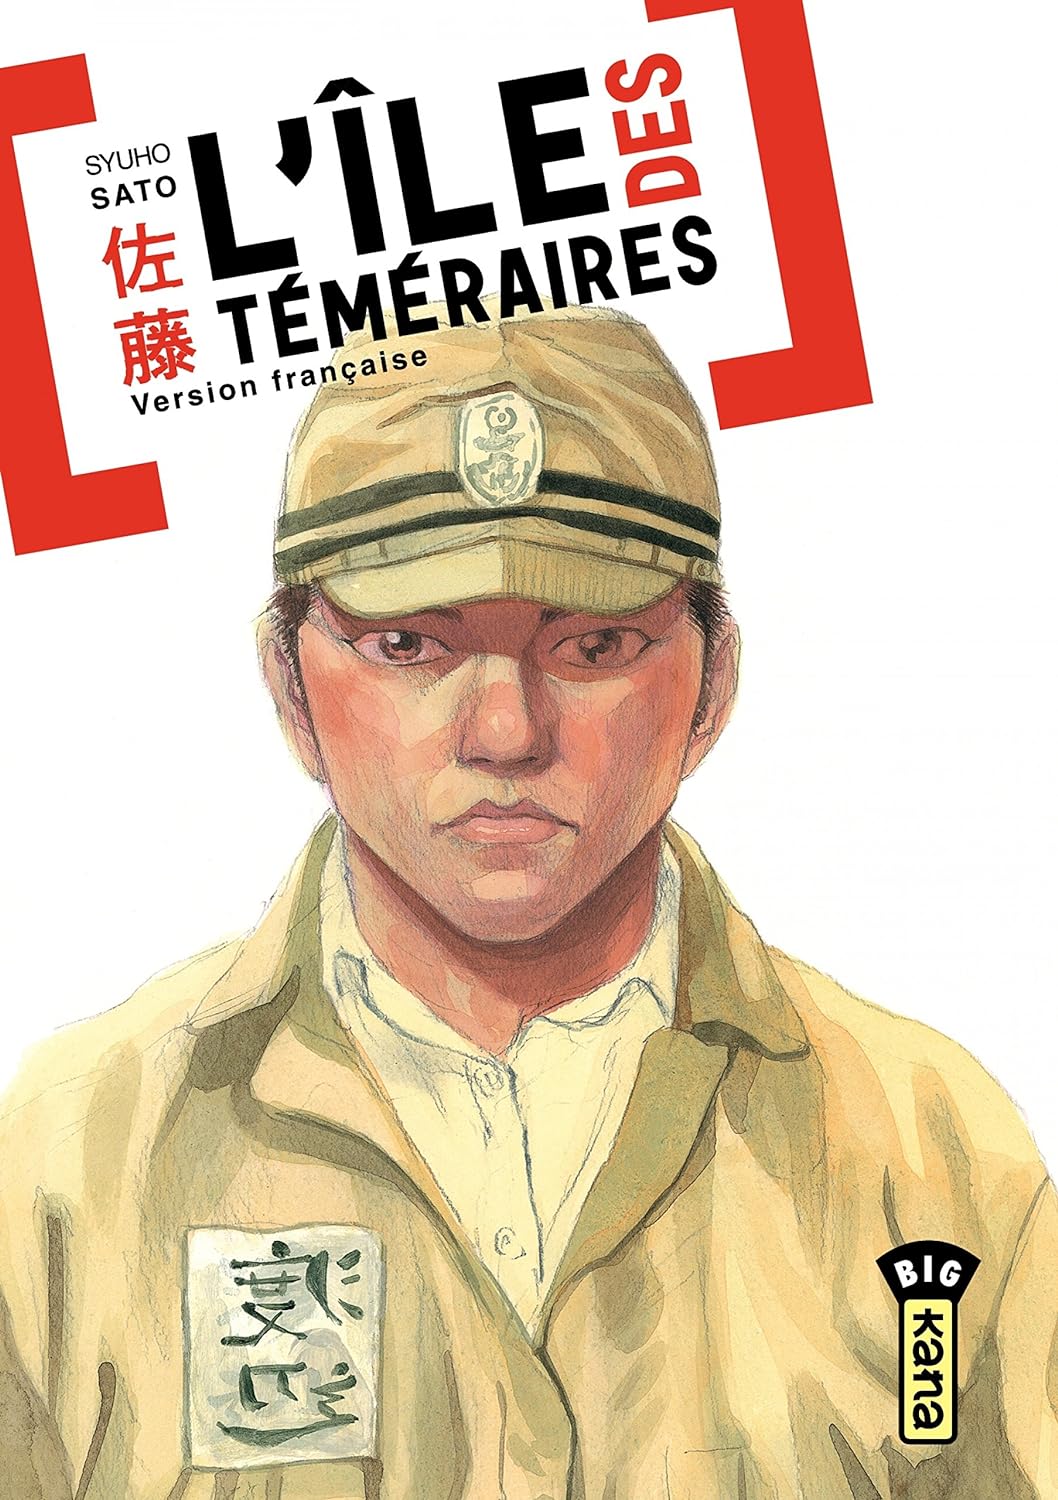 SYUHO
SATO
佐
藤
L'ÎLE
DES
TÉMÉRAIRES
Version française
BIG
kana